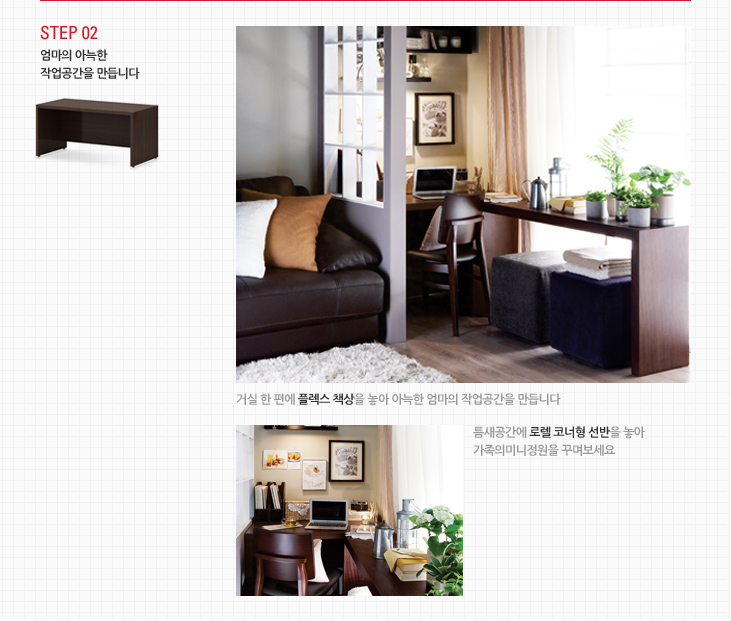 STEP 02
엄마의 아늑한
작업공간을 만듭니다
거실 한 편에 플렉스 책상을 놓아 아늑한 엄마의 작업공간을 만듭니다
틈새공간에 로렐 코너형 선반을 놓아
가족의미니정원을 꾸며보세요